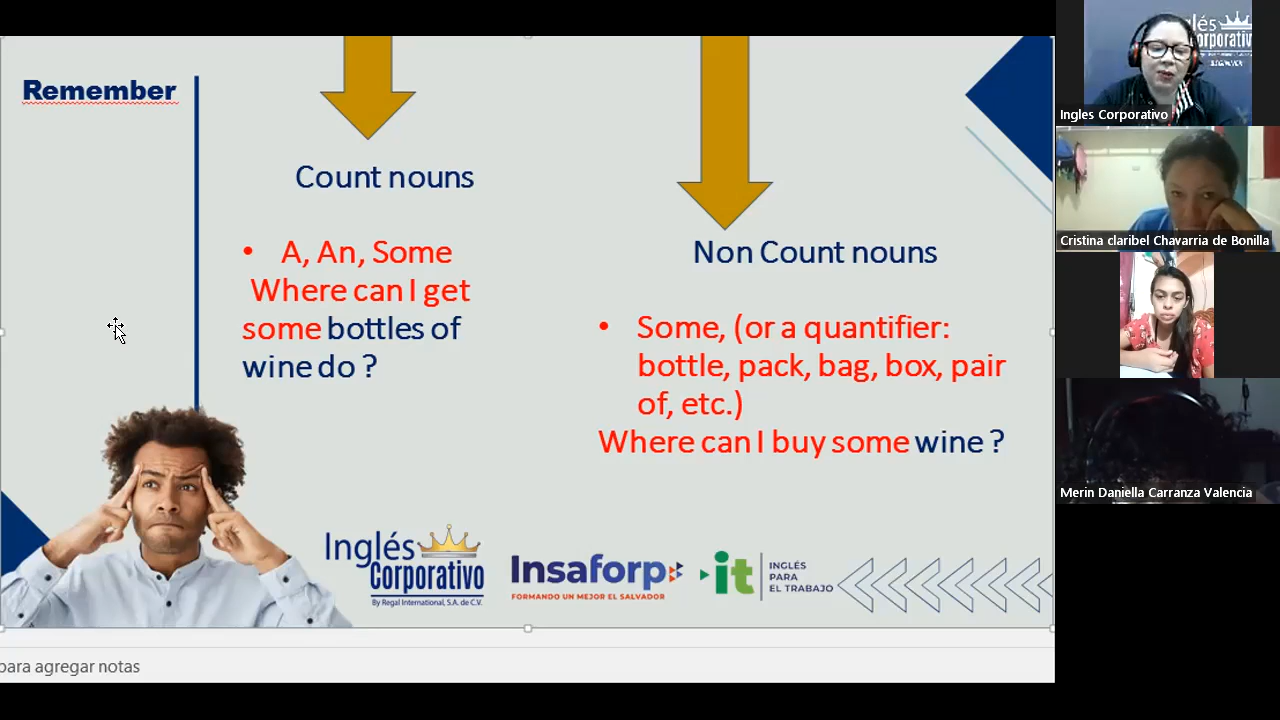 Remember
Count nouns
• A, An, Some
Where can I get
some bottles of
wine do ?
Non Count nouns
• Some, (or a quantifier:
bottle, pack, bag, box, pair
of, etc.)
Where can I buy some wine ?
Inglés
Corporativo
By Regal International, S.A. de C.V.
Insaforp
FORMANDO UN MEJOR EL SALVADOR
it
INGLÉS
PARA
EL TRABAJO
para agregar notas
glés
orporativ
Ingles Corporativo
Cristina claribel Chavarria de Bonilla
Merin Daniella Carranza Valencia